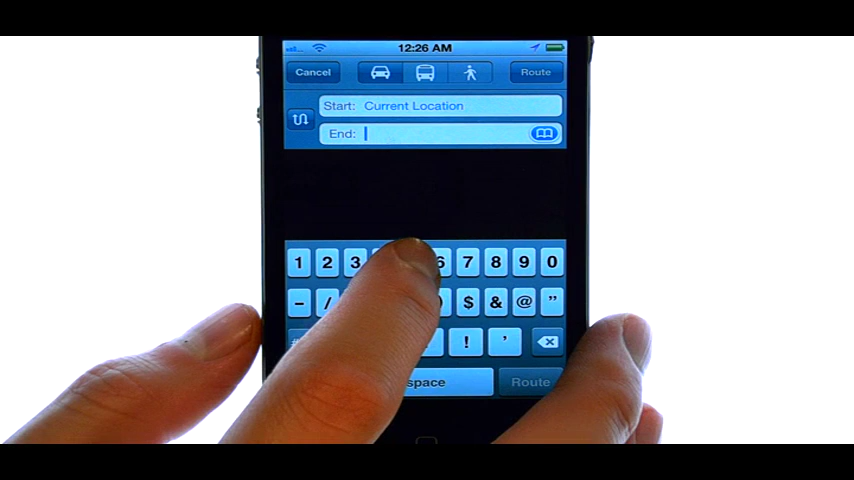 12:26 AM
Cancel
Route
Start: Current Location
End:
1 2 3 6 7 8 9 0
- / ) $ & @ "
# ! '
space
Route